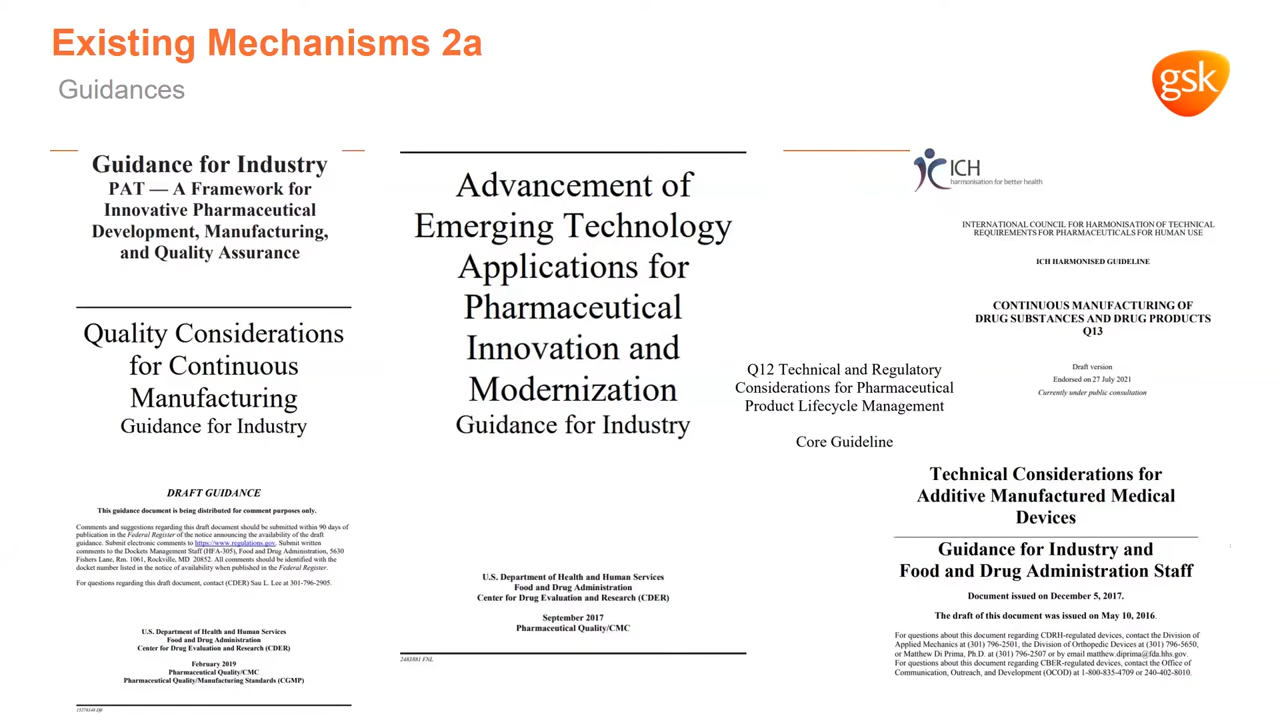 Existing Mechanisms 2a
Guidances
gsk
Guidance for Industry
PAT — A Framework for
Innovative Pharmaceutical
Development, Manufacturing,
and Quality Assurance
Quality Considerations
for Continuous
Manufacturing
Guidance for Industry
DRAFT GUIDANCE
This guidance document is being distributed for comment purposes only.
Comments and suggestions regarding this draft document should be submitted within 90 days of
publication in the Federal Register of the notice announcing the availability of the draft
guidance. Submit electronic comments to https://www.regulations.gov. Submit written
comments to the Dockets Management Staff (HFA-305), Food and Drug Administration, 5630
Fishers Lane, Rm. 1061, Rockville, MD 20852. All comments should be identified with the
docket number listed in the notice of availability when published in the Federal Register.
For questions regarding this draft document, contact (CDER) Sau L. Lee at 301-796-2905.
U.S. Department of Health and Human Services
Food and Drug Administration
Center for Drug Evaluation and Research (CDER)
February 2019
Pharmaceutical Quality/CMC
Pharmaceutical Quality/Manufacturing Standards (CGMP)
Advancement of
Emerging Technology
Applications for
Pharmaceutical
Innovation and
Modernization
Guidance for Industry
U.S. Department of Health and Human Services
Food and Drug Administration
Center for Drug Evaluation and Research (CDER)
September 2017
Pharmaceutical Quality/CMC
2483881 FNL
ICH
harmonisation for better health
INTERNATIONAL COUNCIL FOR HARMONISATION OF TECHNICAL
REQUIREMENTS FOR PHARMACEUTICALS FOR HUMAN USE
ICH HARMONISED GUIDELINE
CONTINUOUS MANUFACTURING OF
DRUG SUBSTANCES AND DRUG PRODUCTS
Q13
Draft version
Endorsed on 27 July 2021
Currently under public consultation
Q12 Technical and Regulatory
Considerations for Pharmaceutical
Product Lifecycle Management
Core Guideline
Technical Considerations for
Additive Manufactured Medical
Devices
Guidance for Industry and
Food and Drug Administration Staff
Document issued on December 5, 2017.
The draft of this document was issued on May 10, 2016.
For questions about this document regarding CDRH-regulated devices, contact the Division of
Applied Mechanics at (301) 796-2501, the Division of Orthopedic Devices at (301) 796-5650,
or Matthew Di Prima, Ph.D. at (301) 796-2507 or by email matthew.diprima@fda.hhs.gov.
For questions about this document regarding CBER-regulated devices, contact the Office of
Communication, Outreach, and Development (OCOD) at 1-800-835-4709 or 240-402-8010.